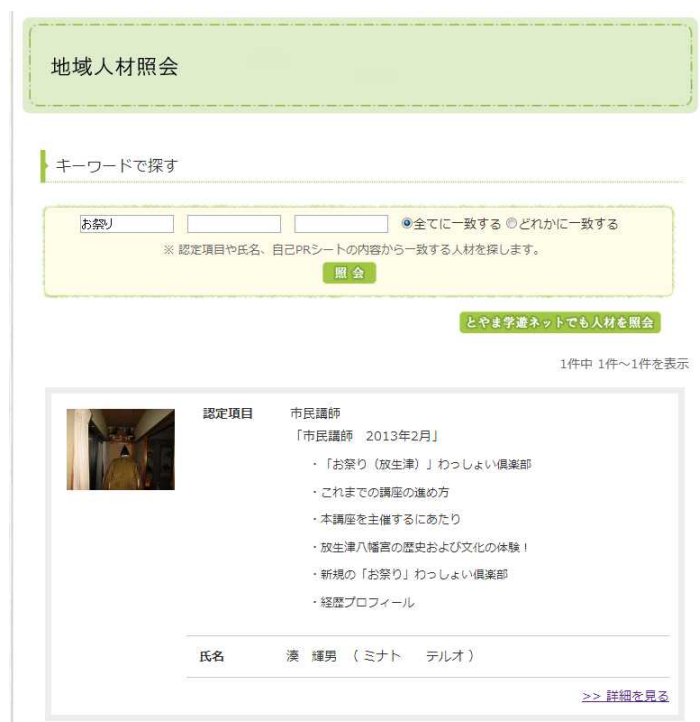 地域人材照会
キーワードで探す
お祭り
全てに一致する どれかに一致する
※ 認定項目や氏名、自己PRシートの内容から一致する人材を探します。
照 会
とやま学遊ネットでも人材を照会
1件中 1件～1件を表示
認定項目 市民講師
「市民講師 2013年2月」
・「お祭り（放生津）」わっしょい倶楽部
・これまでの講座の進め方
・本講座を主催するにあたり
・放生津八幡宮の歴史および文化の体験！
・新規の「お祭り」わっしょい倶楽部
・経歴プロフィール
氏名 湊 輝男 （ ミナト テルオ ）
>> 詳細を見る